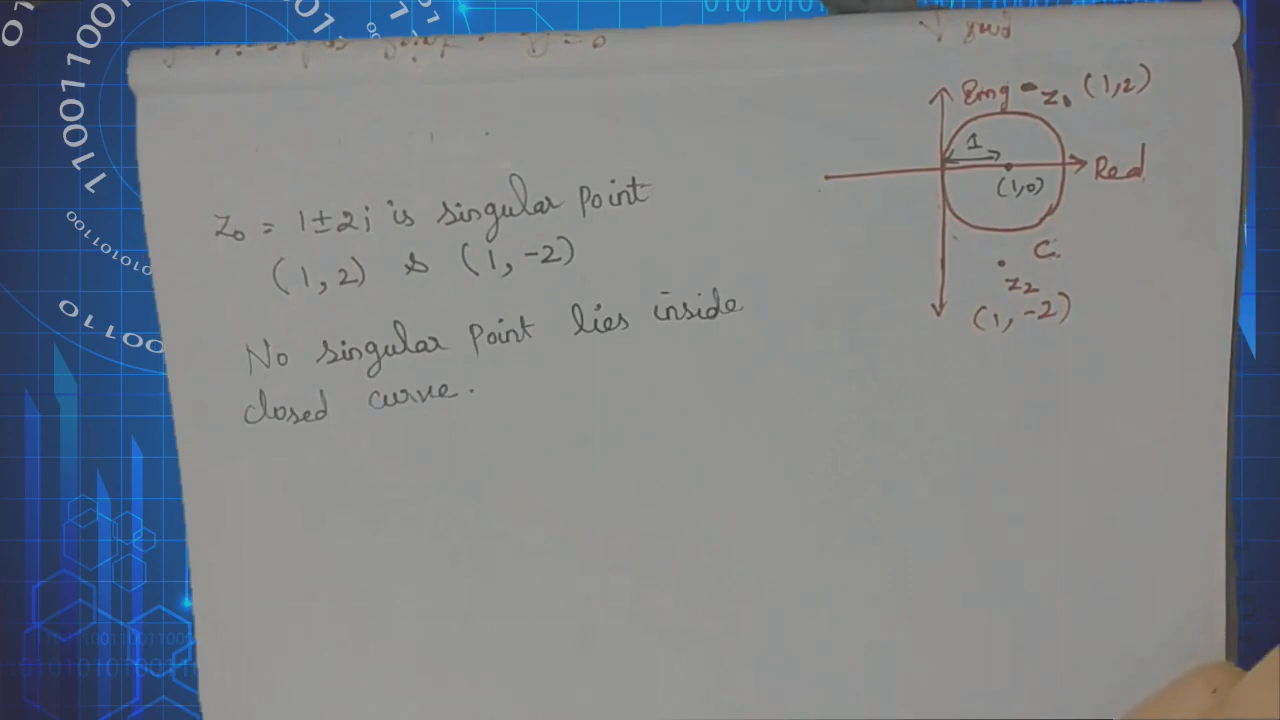 Z₀ = 1±2j is singular point
(1, 2) & (1, -2)
No singular point lies inside
closed curve.
Img
Z₁ (1,2)
1
Real
(1,0)
C
Z₂
(1, -2)